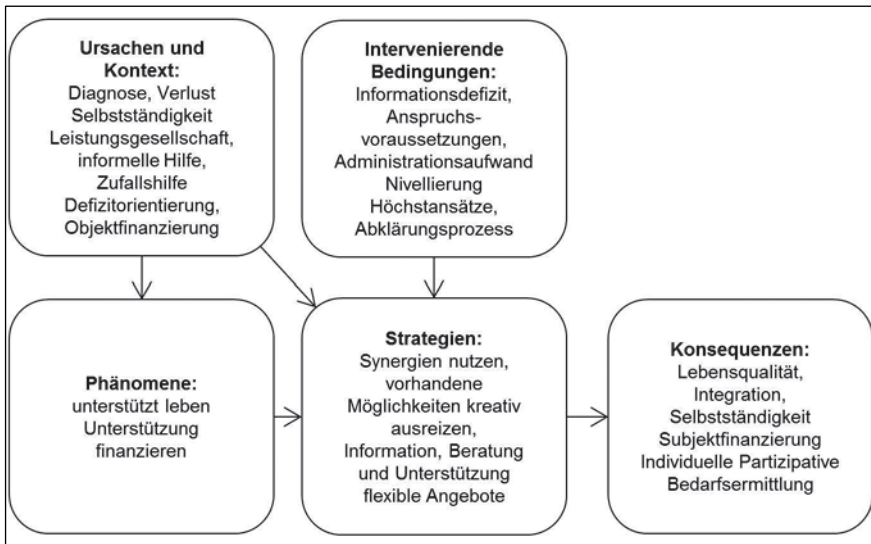 Ursachen und
Kontext:
Diagnose, Verlust
Selbstständigkeit
Leistungsgesellschaft,
informelle Hilfe,
Zufallshilfe
Defizitorientierung,
Objektfinanzierung
Intervenierende
Bedingungen:
Informationsdefizit,
Anspruchs-
voraussetzungen,
Administrationsaufwand
Nivellierung
Höchstansätze,
Abklärungsprozess
Phänomene:
unterstützt leben
Unterstützung
finanzieren
Strategien:
Synergien nutzen,
vorhandene
Möglichkeiten kreativ
ausreizen,
Information, Beratung
und Unterstützung
flexible Angebote
Konsequenzen:
Lebensqualität,
Integration,
Selbstständigkeit
Subjektfinanzierung
Individuelle Partizipative
Bedarfsermittlung